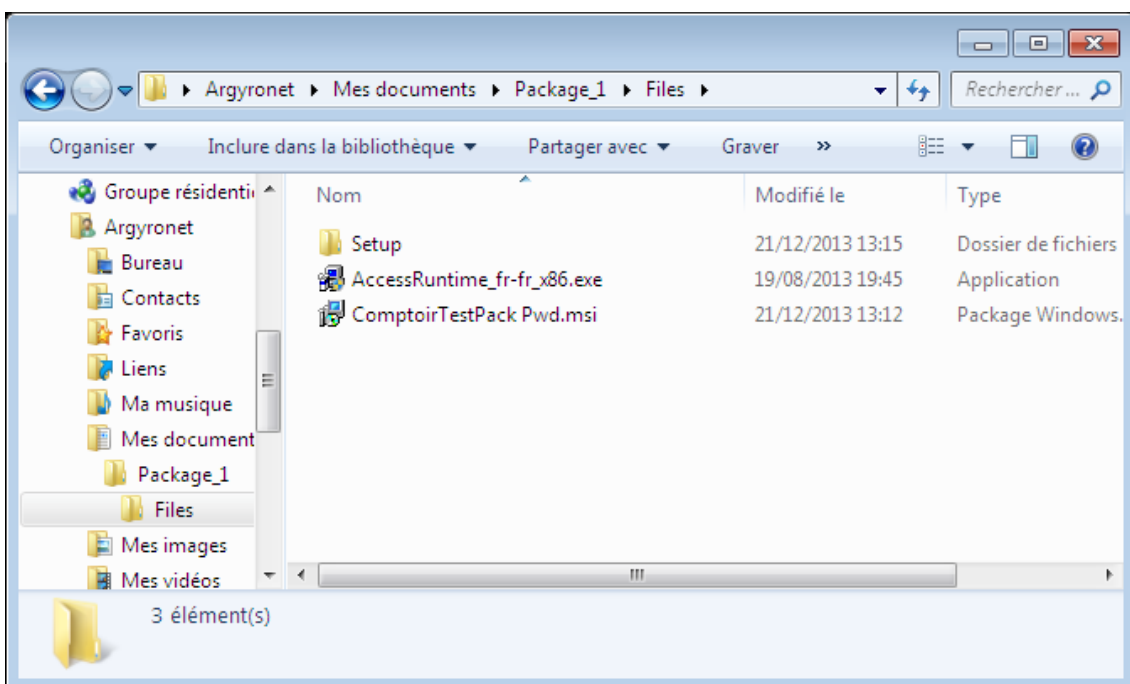 Argyronet ▸ Mes documents ▸ Package_1 ▸ Files ▸
Rechercher ...
Organiser Inclure dans la bibliothèque Partager avec Graver »
Groupe résidenti
Argyronet
Bureau
Contacts
Favoris
Liens
Ma musique
Mes document
Package_1
Files
Mes images
Mes vidéos
Nom Modifié le Type
Setup 21/12/2013 13:15 Dossier de fichiers
AccessRuntime_fr-fr_x86.exe 19/08/2013 19:45 Application
ComptoirTestPack Pwd.msi 21/12/2013 13:12 Package Windows.
3 élément(s)